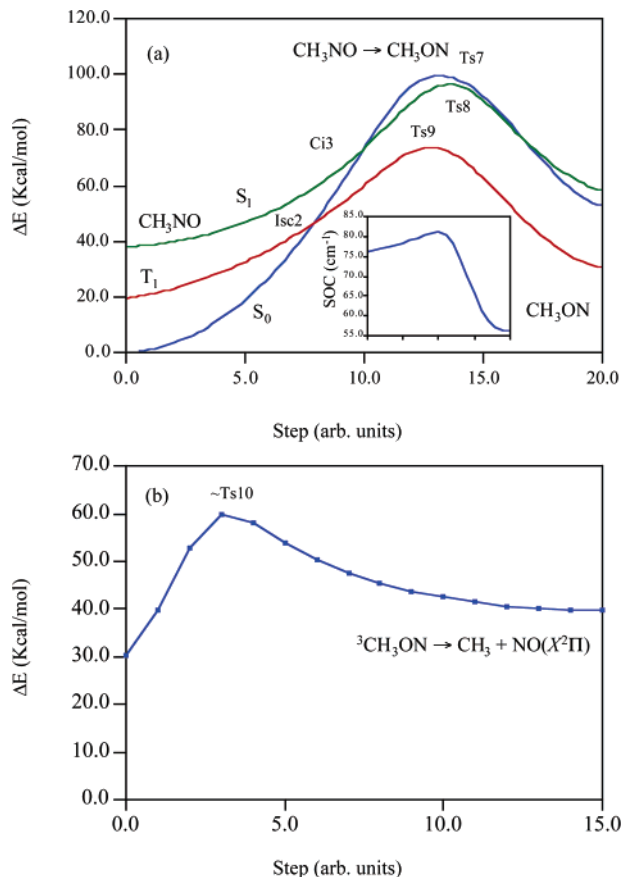 (a)
CH₃NO → CH₃ON
Ts7
Ts8
Ts9
Ci3
Isc2
S₁
CH₃NO
T₁
S₀
CH₃ON
120.0
100.0
80.0
60.0
40.0
20.0
0.0
ΔE (Kcal/mol)
0.0 5.0 10.0 15.0 20.0
Step (arb. units)
85.0
80.0
75.0
70.0
65.0
60.0
55.0
SOC (cm⁻¹)
(b)
~Ts10
³CH₃ON → CH₃ + NO(X²Π)
70.0
60.0
50.0
40.0
30.0
20.0
10.0
0.0
ΔE (Kcal/mol)
0.0 5.0 10.0 15.0
Step (arb. units)